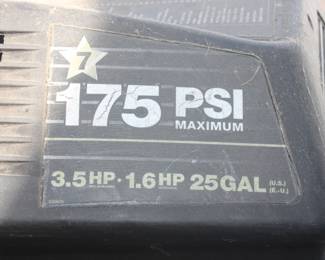 7
175 PSI
MAXIMUM
3.5 HP · 1.6 HP 25 GAL (U.S.)
(E.-U.)